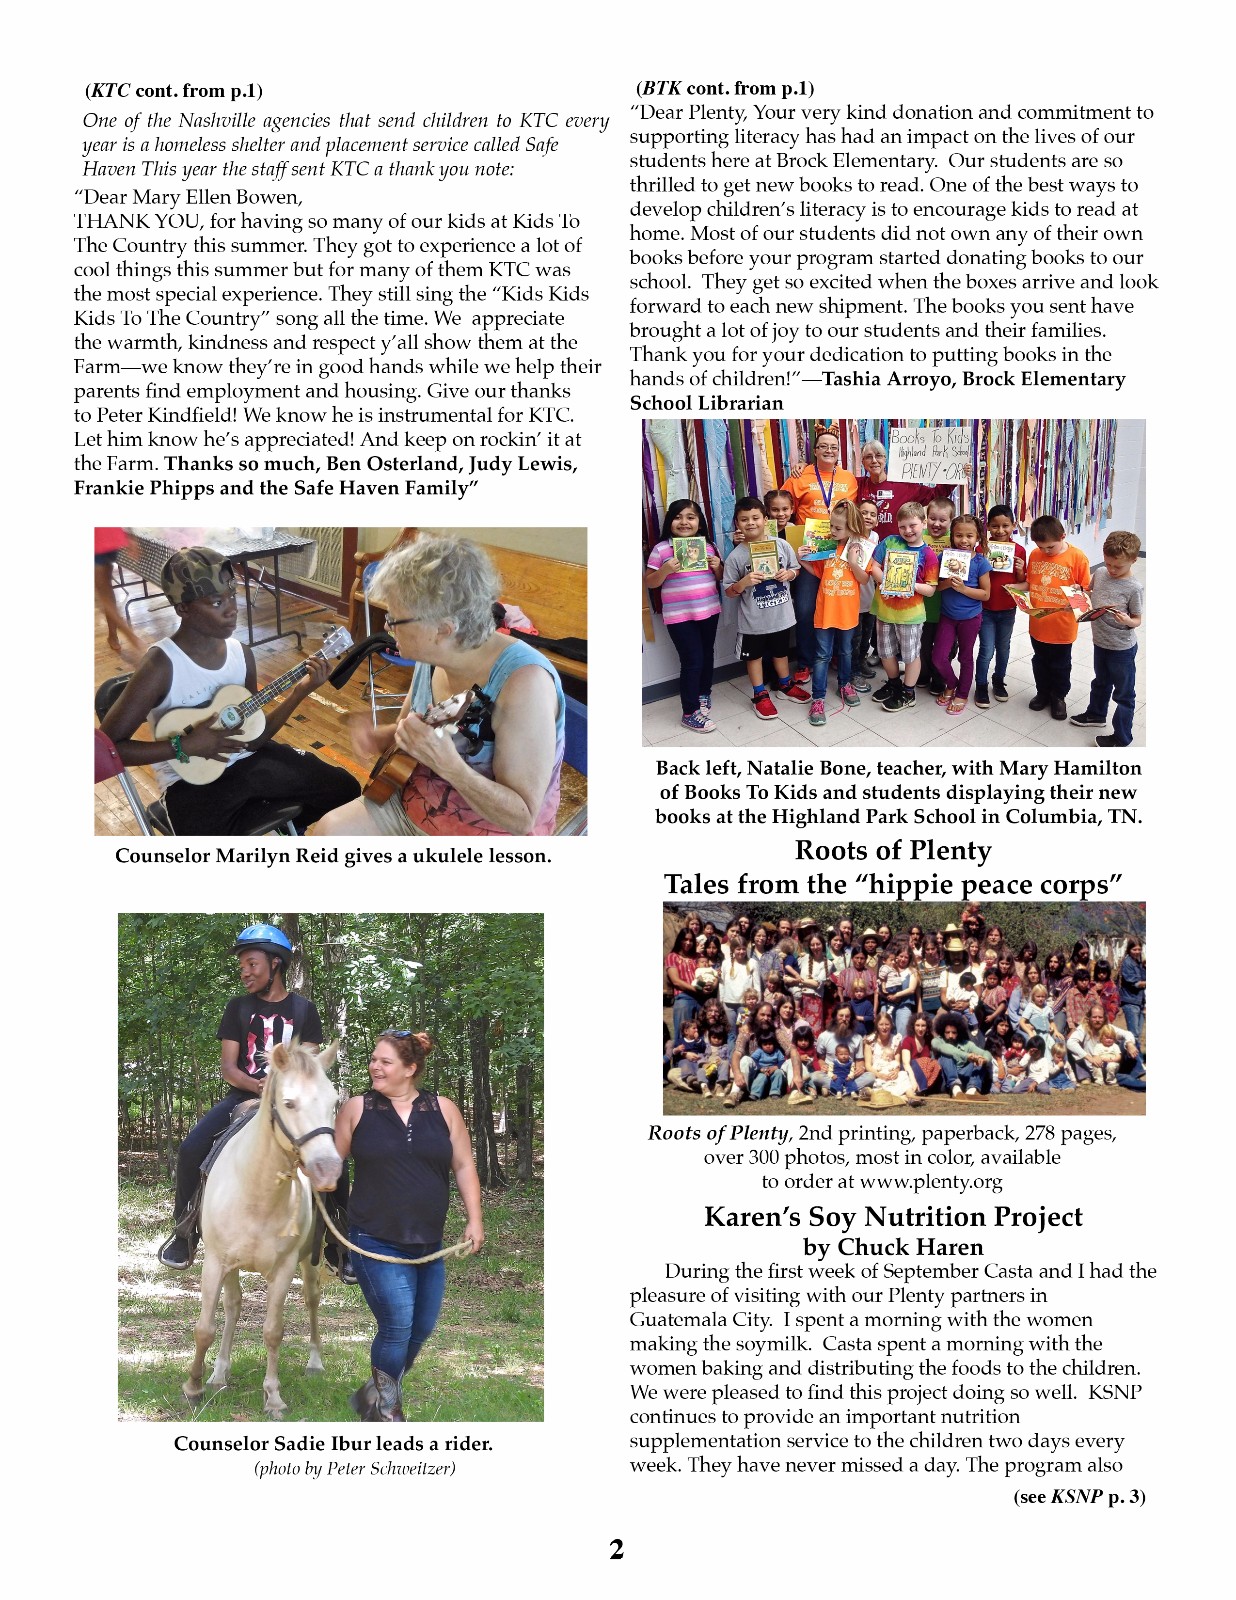 (KTC cont. from p.1)
One of the Nashville agencies that send children to KTC every
year is a homeless shelter and placement service called Safe
Haven This year the staff sent KTC a thank you note:
“Dear Mary Ellen Bowen,
THANK YOU, for having so many of our kids at Kids To
The Country this summer. They got to experience a lot of
cool things this summer but for many of them KTC was
the most special experience. They still sing the “Kids Kids
Kids To The Country” song all the time. We  appreciate
the warmth, kindness and respect y’all show them at the
Farm—we know they’re in good hands while we help their
parents find employment and housing. Give our thanks
to Peter Kindfield! We know he is instrumental for KTC.
Let him know he’s appreciated! And keep on rockin’ it at
the Farm. Thanks so much, Ben Osterland, Judy Lewis,
Frankie Phipps and the Safe Haven Family”
Counselor Marilyn Reid gives a ukulele lesson.
Counselor Sadie Ibur leads a rider.
(photo by Peter Schweitzer)
(BTK cont. from p.1)
“Dear Plenty, Your very kind donation and commitment to
supporting literacy has had an impact on the lives of our
students here at Brock Elementary.  Our students are so
thrilled to get new books to read. One of the best ways to
develop children’s literacy is to encourage kids to read at
home. Most of our students did not own any of their own
books before your program started donating books to our
school.  They get so excited when the boxes arrive and look
forward to each new shipment. The books you sent have
brought a lot of joy to our students and their families.
Thank you for your dedication to putting books in the
hands of children!”—Tashia Arroyo, Brock Elementary
School Librarian
Books To Kids
Highland Park School
PLENTY.ORG
TIGERS
Back left, Natalie Bone, teacher, with Mary Hamilton
of Books To Kids and students displaying their new
books at the Highland Park School in Columbia, TN.
Roots of Plenty
Tales from the “hippie peace corps”
Roots of Plenty, 2nd printing, paperback, 278 pages,
over 300 photos, most in color, available
to order at www.plenty.org
Karen’s Soy Nutrition Project
by Chuck Haren
During the first week of September Casta and I had the
pleasure of visiting with our Plenty partners in
Guatemala City.  I spent a morning with the women
making the soymilk.  Casta spent a morning with the
women baking and distributing the foods to the children.
We were pleased to find this project doing so well.  KSNP
continues to provide an important nutrition
supplementation service to the children two days every
week. They have never missed a day. The program also
(see KSNP p. 3)
2